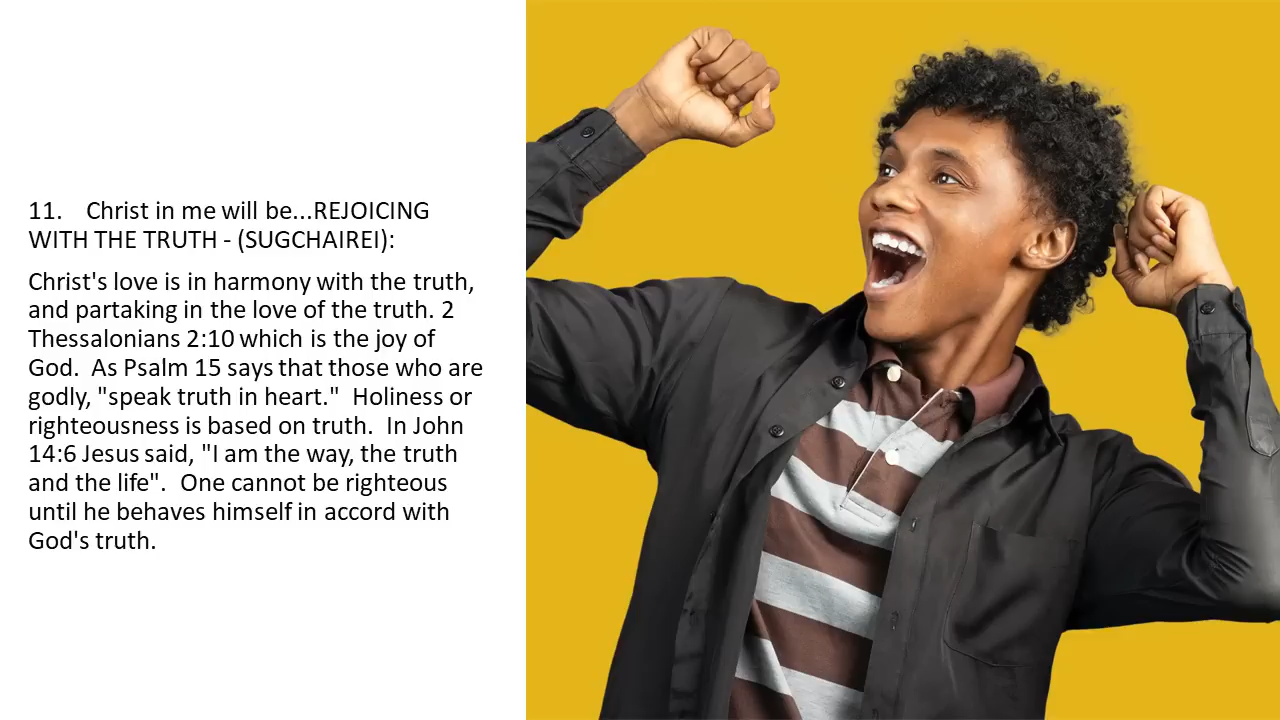 11. Christ in me will be...REJOICING
WITH THE TRUTH - (SUGCHAIREI):
Christ's love is in harmony with the truth,
and partaking in the love of the truth. 2
Thessalonians 2:10 which is the joy of
God. As Psalm 15 says that those who are
godly, "speak truth in heart." Holiness or
righteousness is based on truth. In John
14:6 Jesus said, "I am the way, the truth
and the life". One cannot be righteous
until he behaves himself in accord with
God's truth.